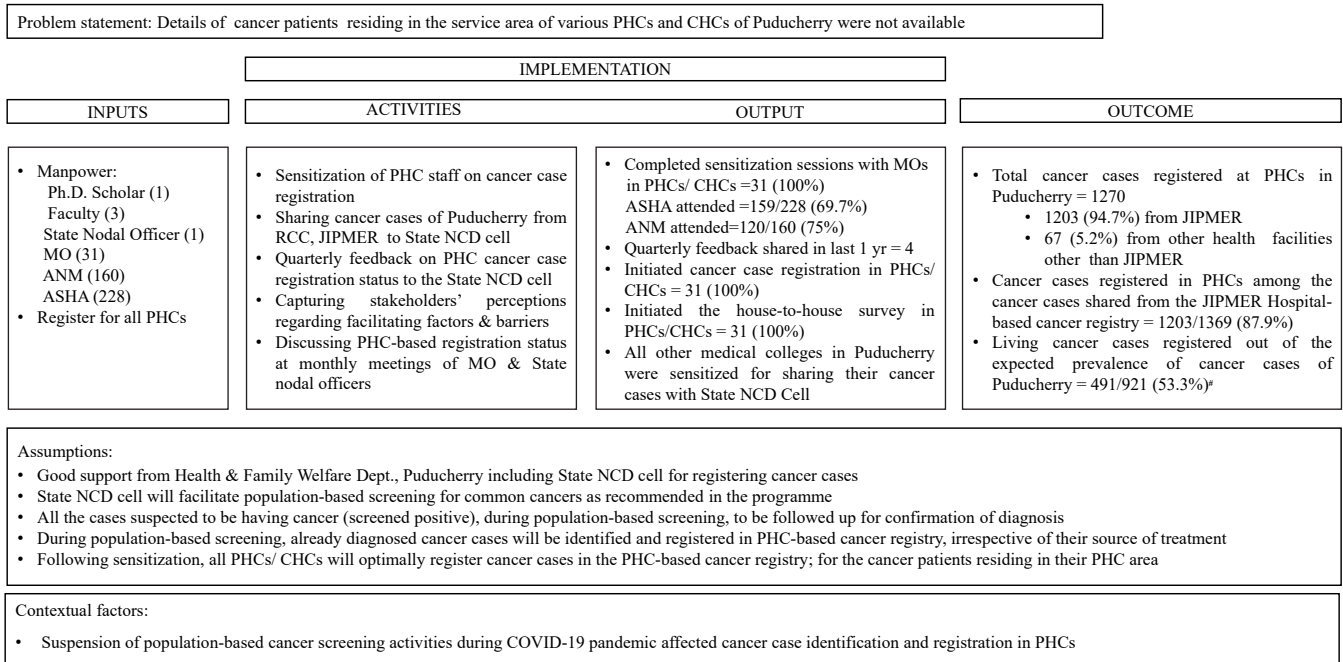 Problem statement: Details of cancer patients residing in the service area of various PHCs and CHCs of Puducherry were not available
IMPLEMENTATION
INPUTS
ACTIVITIES
OUTPUT
OUTCOME
• Manpower:
Ph.D. Scholar (1)
Faculty (3)
State Nodal Officer (1)
MO (31)
ANM (160)
ASHA (228)
• Register for all PHCs
• Sensitization of PHC staff on cancer case
registration
• Sharing cancer cases of Puducherry from
RCC, JIPMER to State NCD cell
• Quarterly feedback on PHC cancer case
registration status to the State NCD cell
• Capturing stakeholders' perceptions
regarding facilitating factors & barriers
• Discussing PHC-based registration status
at monthly meetings of MO & State
nodal officers
• Completed sensitization sessions with MOs
in PHCs/ CHCs =31 (100%)
ASHA attended =159/228 (69.7%)
ANM attended=120/160 (75%)
• Quarterly feedback shared in last 1 yr = 4
• Initiated cancer case registration in PHCs/
CHCs = 31 (100%)
• Initiated the house-to-house survey in
PHCs/CHCs = 31 (100%)
• All other medical colleges in Puducherry
were sensitized for sharing their cancer
cases with State NCD Cell
• Total cancer cases registered at PHCs in
Puducherry = 1270
• 1203 (94.7%) from JIPMER
• 67 (5.2%) from other health facilities
other than JIPMER
• Cancer cases registered in PHCs among the
cancer cases shared from the JIPMER Hospital-
based cancer registry = 1203/1369 (87.9%)
• Living cancer cases registered out of the
expected prevalence of cancer cases of
Puducherry = 491/921 (53.3%)#
Assumptions:
• Good support from Health & Family Welfare Dept., Puducherry including State NCD cell for registering cancer cases
• State NCD cell will facilitate population-based screening for common cancers as recommended in the programme
• All the cases suspected to be having cancer (screened positive), during population-based screening, to be followed up for confirmation of diagnosis
• During population-based screening, already diagnosed cancer cases will be identified and registered in PHC-based cancer registry, irrespective of their source of treatment
• Following sensitization, all PHCs/ CHCs will optimally register cancer cases in the PHC-based cancer registry; for the cancer patients residing in their PHC area
Contextual factors:
• Suspension of population-based cancer screening activities during COVID-19 pandemic affected cancer case identification and registration in PHCs